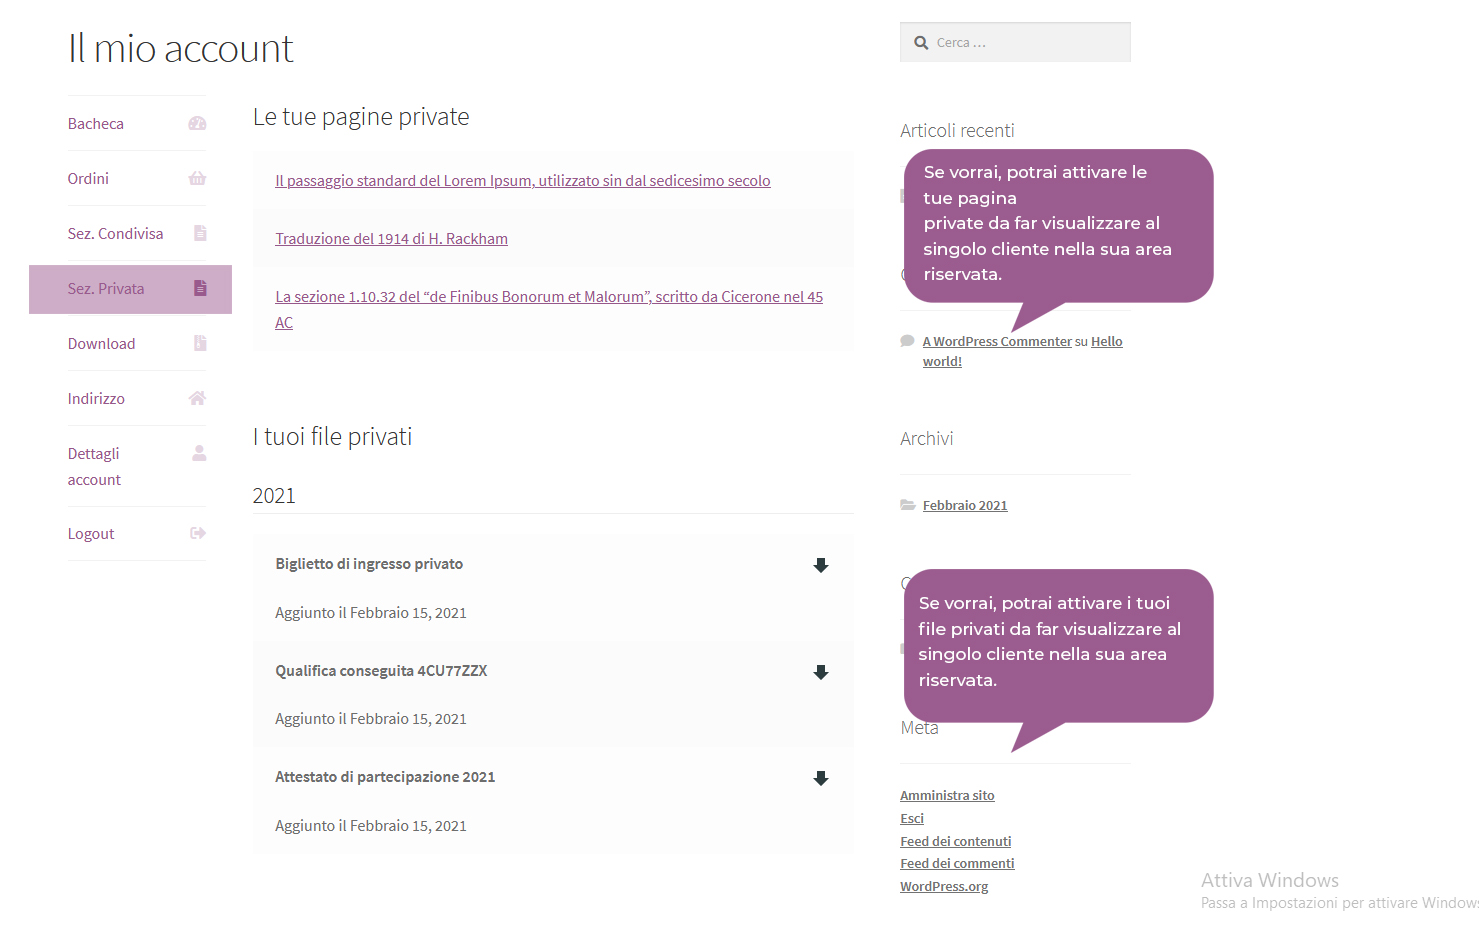 Il mio account
Bacheca
Ordini
Sez. Condivisa
Sez. Privata
Download
Indirizzo
Dettagli
account
Logout
Le tue pagine private
Il passaggio standard del Lorem Ipsum, utilizzato sin dal sedicesimo secolo
Traduzione del 1914 di H. Rackham
La sezione 1.10.32 del “de Finibus Bonorum et Malorum”, scritto da Cicerone nel 45
AC
I tuoi file privati
2021
Biglietto di ingresso privato
Aggiunto il Febbraio 15, 2021
Qualifica conseguita 4CU77ZZX
Aggiunto il Febbraio 15, 2021
Attestato di partecipazione 2021
Aggiunto il Febbraio 15, 2021
Cerca …
Articoli recenti
Se vorrai, potrai attivare le
tue pagina
private da far visualizzare al
singolo cliente nella sua area
riservata.
A WordPress Commenter su Hello
world!
Archivi
Febbraio 2021
Se vorrai, potrai attivare i tuoi
file privati da far visualizzare al
singolo cliente nella sua area
riservata.
Meta
Amministra sito
Esci
Feed dei contenuti
Feed dei commenti
WordPress.org
Attiva Windows
Passa a Impostazioni per attivare Windows